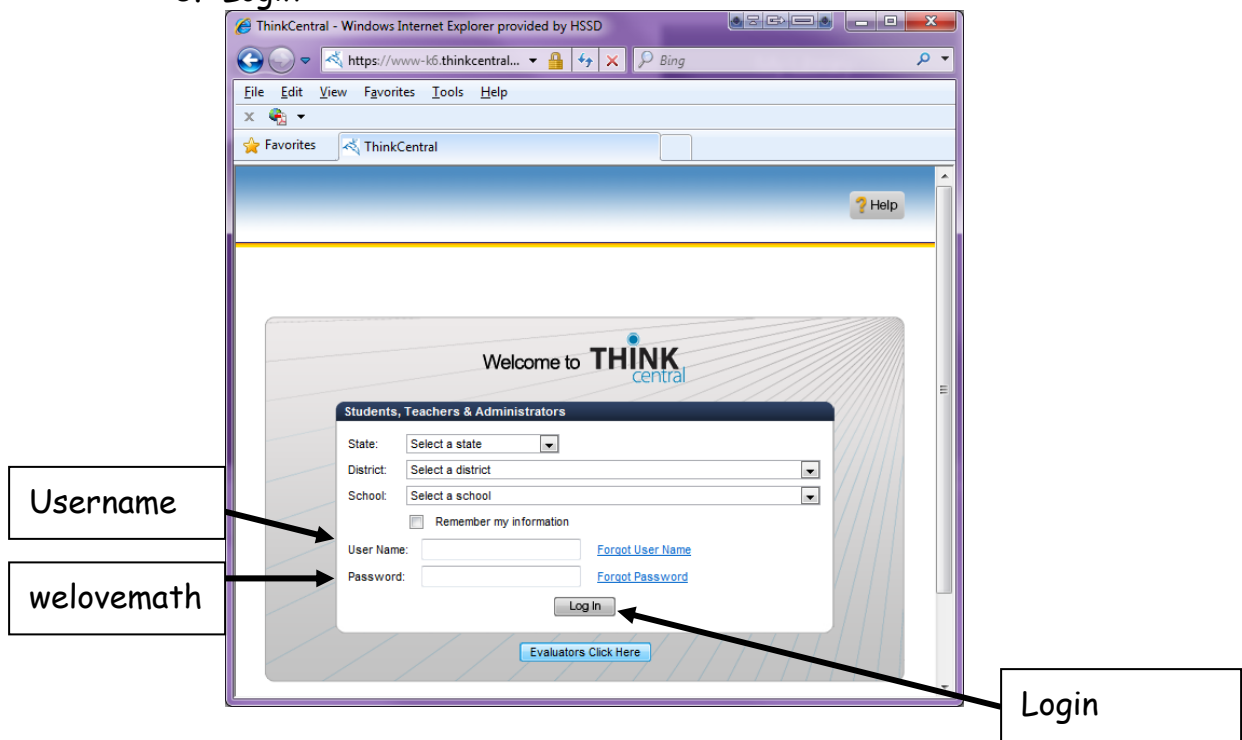 Login
ThinkCentral - Windows Internet Explorer provided by HSSD
https://www-k6.thinkcentral...
Bing
File Edit View Favorites Tools Help
x
Favorites
ThinkCentral
? Help
Welcome to THINK central
Students, Teachers & Administrators
State: Select a state
District: Select a district
School: Select a school
Remember my information
Username
User Name: Forgot User Name
welovemath
Password: Forgot Password
Log In
Evaluators Click Here
Login